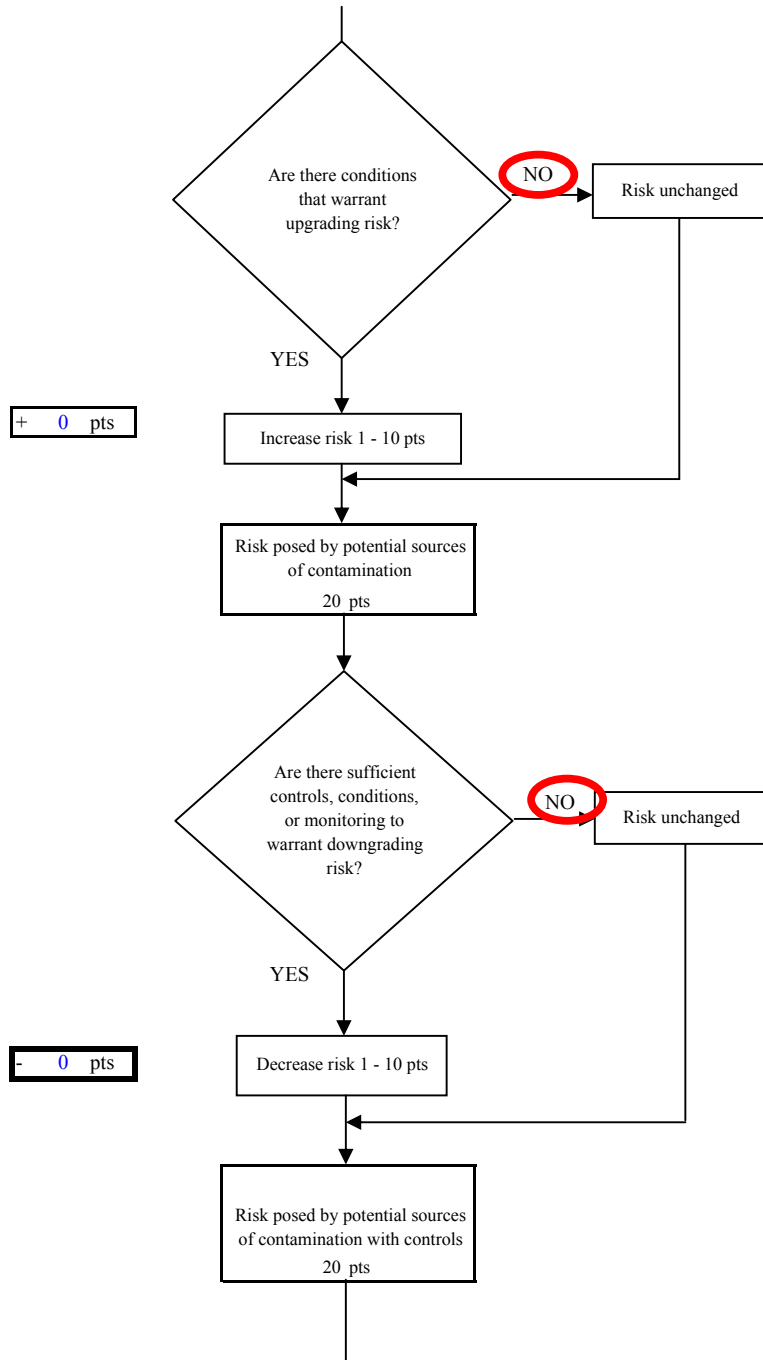 Are there conditions
that warrant
upgrading risk?
NO
Risk unchanged
YES
+ 0 pts
Increase risk 1 - 10 pts
Risk posed by potential sources
of contamination
20 pts
Are there sufficient
controls, conditions,
or monitoring to
warrant downgrading
risk?
NO
Risk unchanged
YES
- 0 pts
Decrease risk 1 - 10 pts
Risk posed by potential sources
of contamination with controls
20 pts